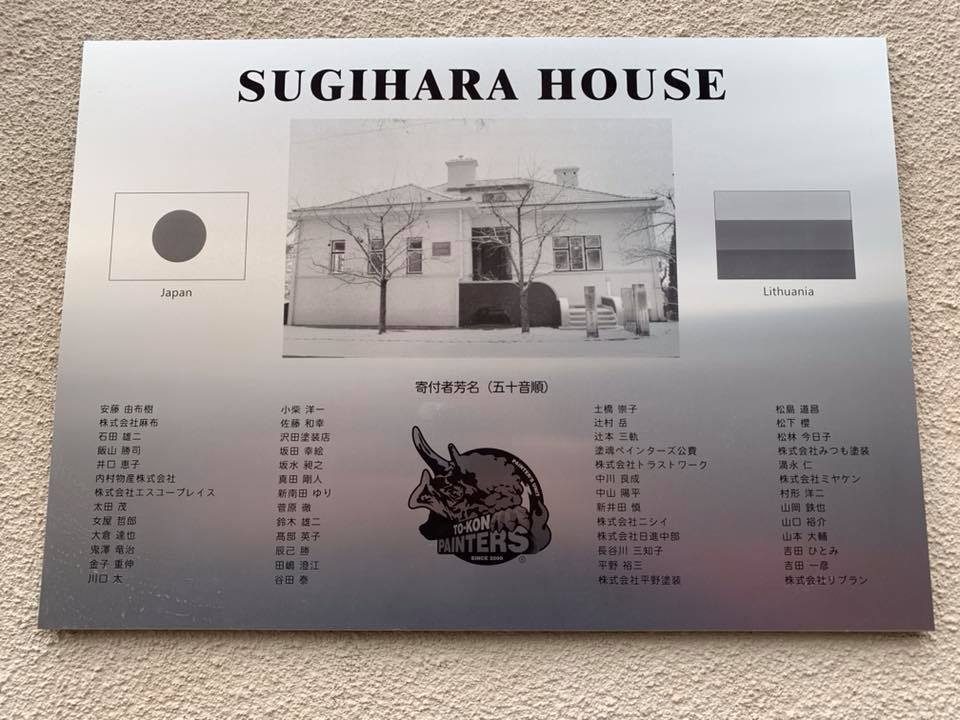 SUGIHARA HOUSE
Japan
Lithuania
寄付者芳名（五十音順）
安藤 由布樹
株式会社麻布
石田 雄二
飯山 勝司
井口 恵子
内村物産株式会社
株式会社エスコープレイス
太田 茂
女屋 哲郎
大倉 達也
鬼澤 竜治
金子 重伸
川口 太
小柴 洋一
佐藤 和幸
沢田塗装店
坂田 幸絵
坂水 昶之
真田 剛人
新南田 ゆり
菅原 徹
鈴木 雄二
髙部 英子
辰己 勝
田嶋 澄江
谷田 泰
PAINTER'S SHIP
TO-KON
PAINTERS
SINCE 2000
®
土橋 崇子
辻村 岳
辻本 三軌
塗魂ペインターズ公費
株式会社トラストワーク
中川 良成
中山 陽平
新井田 慎
株式会社ニシイ
株式会社日進中部
長谷川 三知子
平野 裕三
株式会社平野塗装
松島 道昌
松下 櫻
松林 今日子
株式会社みつも塗装
満永 仁
株式会社ミヤケン
村形 洋二
山岡 鉄也
山口 裕介
山本 大輔
吉田 ひとみ
吉田 一彦
株式会社リブラン